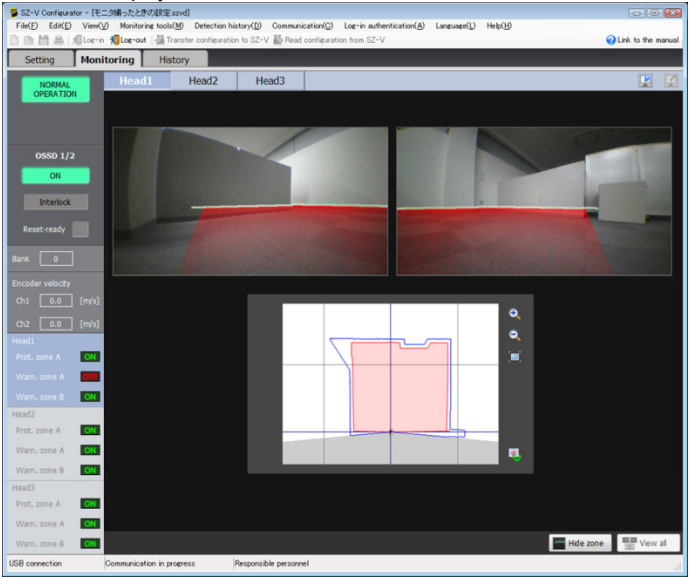 SZ-V Configurator - [モニタ撮ったときの設定.szvd]
File(F) Edit(E) View(V) Monitoring tools(M) Detection history(D) Communication(C) Log-in authentication(A) Language(L) Help(H)
Log-in Log-out Transfer configuration to SZ-V Read configuration from SZ-V Link to the manual
Setting Monitoring History
NORMAL OPERATION
Head1 Head2 Head3
OSSD 1/2
ON
Interlock
Reset-ready
Bank 0
Encoder velocity
Ch1 0.0 [m/s]
Ch2 0.0 [m/s]
Head1
Prot. zone A ON
Warn. zone A OFF
Warn. zone B ON
Head2
Prot. zone A ON
Warn. zone A ON
Warn. zone B ON
Head3
Prot. zone A ON
Warn. zone A ON
Warn. zone B ON
Hide zone View all
USB connection Communication in progress Responsible personnel